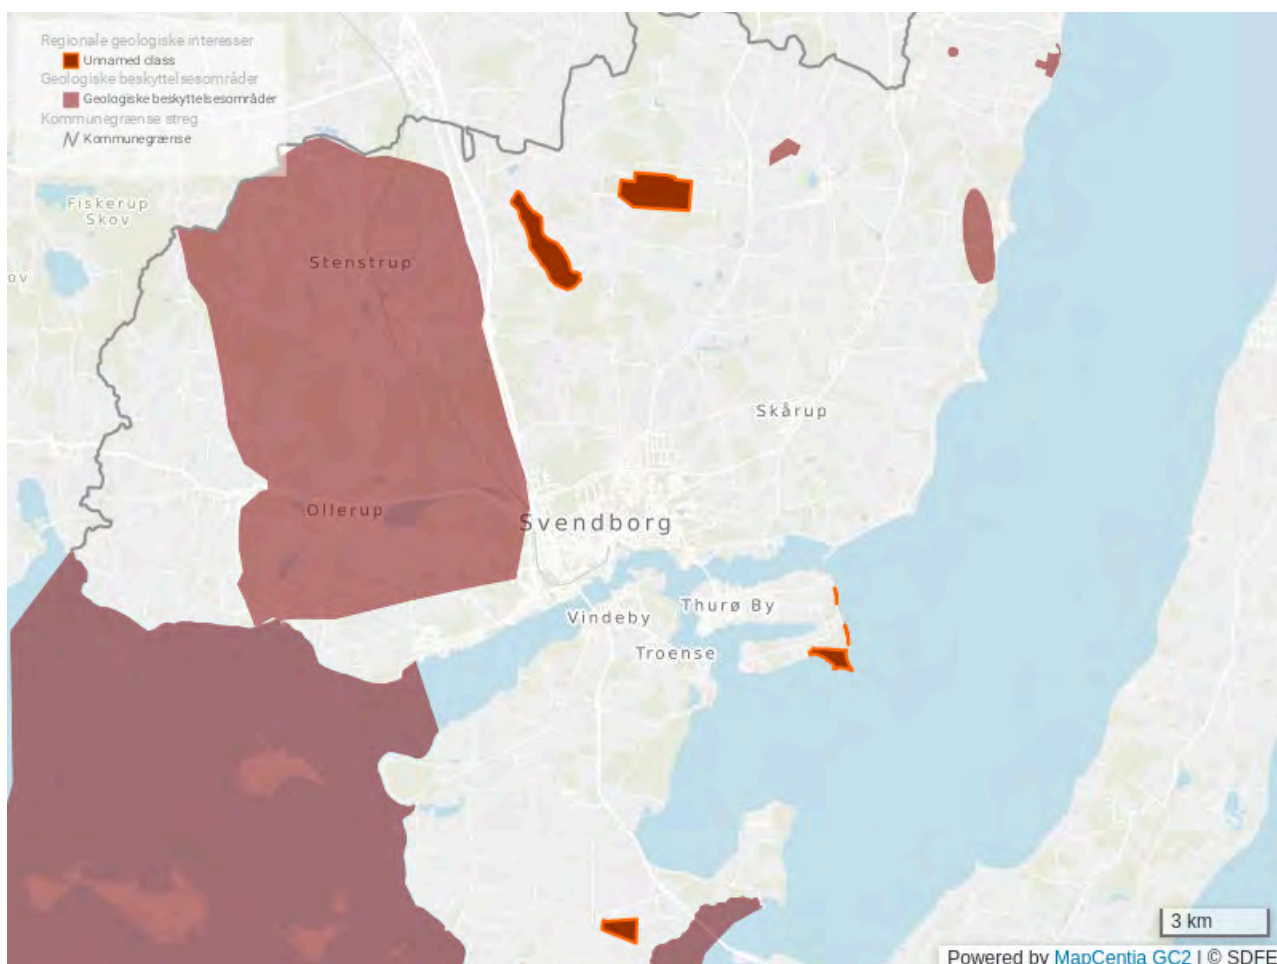 Regionale geologiske interesser
Unnamed class
Geologiske beskyttelsesområder
Geologiske beskyttelsesområder
Kommunegrænse streg
Kommunegrænse
Fiskerup
Skov
ov
Stenstrup
Skårup
Ollerup
Svendborg
Thurø By
Vindeby
Troense
3 km
Powered by MapCentia GC2 | © SDFE